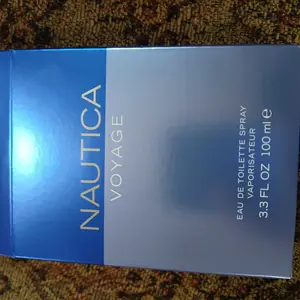 NAUTICA
VOYAGE
EAU DE TOILETTE SPRAY
VAPORISATEUR
3.3 FL OZ 100 ml e